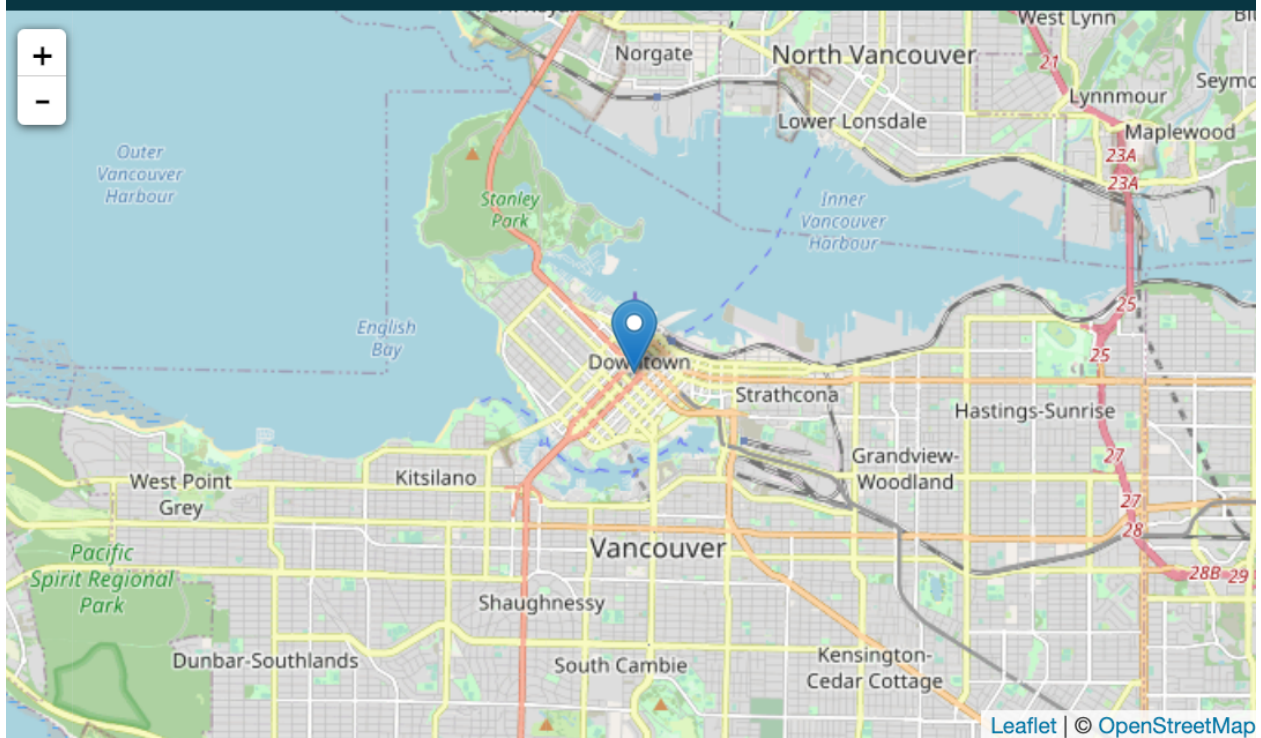 West Lynn
+
Norgate
North Vancouver
21
Seymo
Lynnmour
-
Lower Lonsdale
Maplewood
Outer
Vancouver
Harbour
23A
23A
Stanley
Park
Inner
Vancouver
Harbour
25
English
Bay
25
Downtown
Strathcona
Hastings-Sunrise
27
Grandview-
Woodland
Kitsilano
West Point
Grey
27
28
Vancouver
Pacific
Spirit Regional
Park
28B 29
Shaughnessy
Dunbar-Southlands
South Cambie
Kensington-
Cedar Cottage
Leaflet | © OpenStreetMap